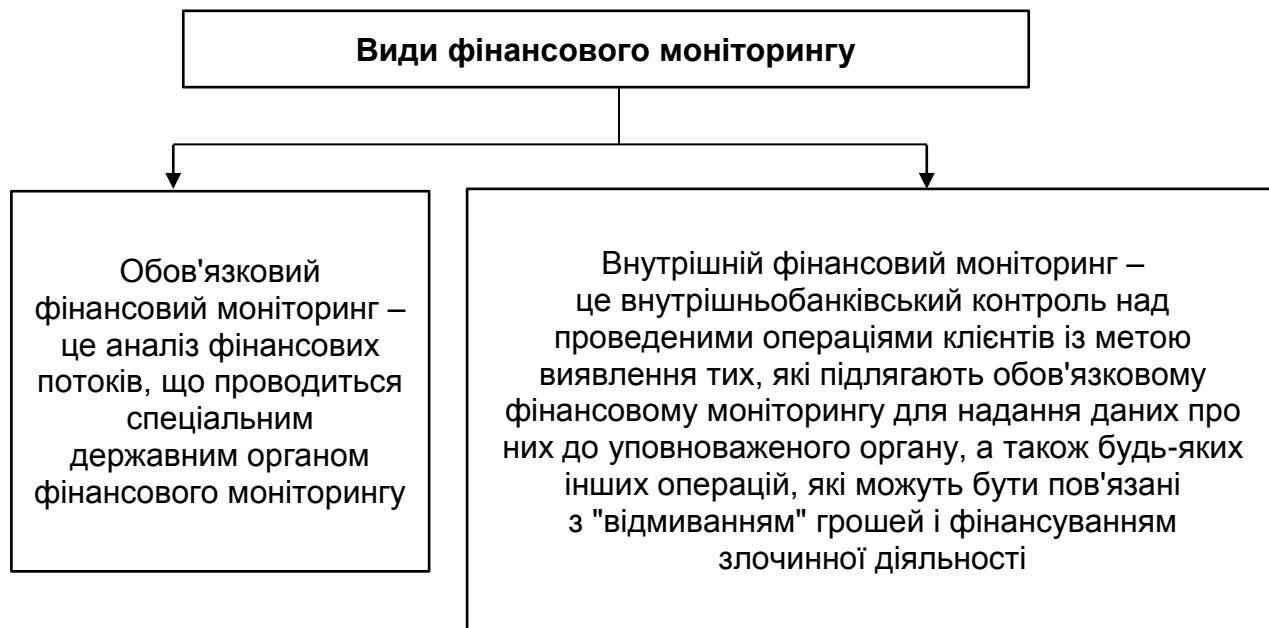 Види фінансового моніторингу
Обов'язковий
фінансовий моніторинг –
це аналіз фінансових
потоків, що проводиться
спеціальним
державним органом
фінансового моніторингу
Внутрішній фінансовий моніторинг –
це внутрішньобанківський контроль над
проведеними операціями клієнтів із метою
виявлення тих, які підлягають обов'язковому
фінансовому моніторингу для надання даних про
них до уповноваженого органу, а також будь-яких
інших операцій, які можуть бути пов'язані
з "відмиванням" грошей і фінансуванням
злочинної діяльності